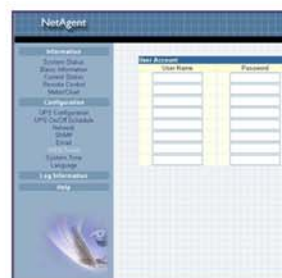 NetAgent
Information
System Status
Basic Information
Current Status
Remote Control
Meter/Chart
Configuration
UPS Configuration
UPS On/Off Schedule
Network
SNMP
Email
System Time
Language
Log Information
Help
User Account
User Name Password